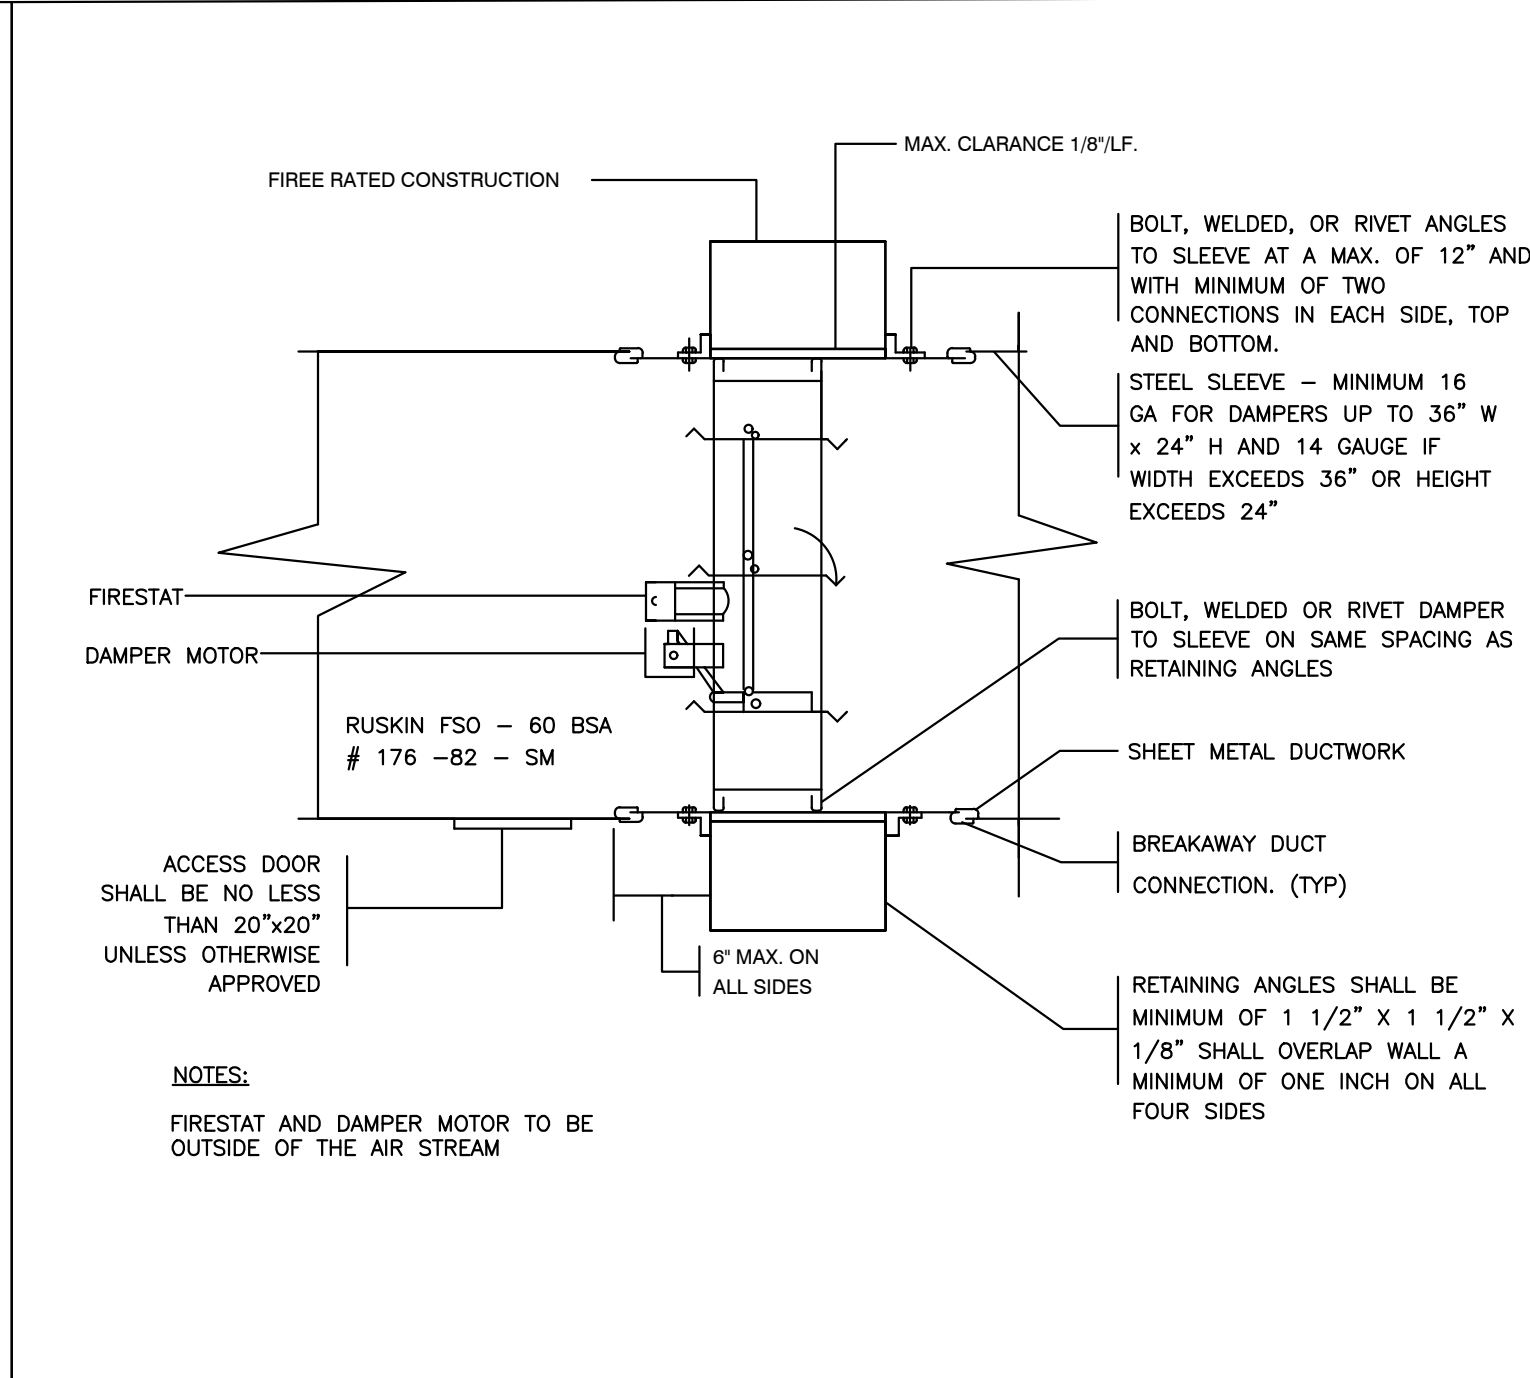 MAX. CLARANCE 1/8"/LF.
FIREE RATED CONSTRUCTION
BOLT, WELDED, OR RIVET ANGLES
TO SLEEVE AT A MAX. OF 12" AND
WITH MINIMUM OF TWO
CONNECTIONS IN EACH SIDE, TOP
AND BOTTOM.
STEEL SLEEVE – MINIMUM 16
GA FOR DAMPERS UP TO 36" W
x 24" H AND 14 GAUGE IF
WIDTH EXCEEDS 36" OR HEIGHT
EXCEEDS 24"
FIRESTAT
DAMPER MOTOR
BOLT, WELDED OR RIVET DAMPER
TO SLEEVE ON SAME SPACING AS
RETAINING ANGLES
RUSKIN FSO – 60 BSA
# 176 –82 – SM
SHEET METAL DUCTWORK
BREAKAWAY DUCT
CONNECTION. (TYP)
ACCESS DOOR
SHALL BE NO LESS
THAN 20"x20"
UNLESS OTHERWISE
APPROVED
6" MAX. ON
ALL SIDES
RETAINING ANGLES SHALL BE
MINIMUM OF 1 1/2" X 1 1/2" X
1/8" SHALL OVERLAP WALL A
MINIMUM OF ONE INCH ON ALL
FOUR SIDES
NOTES:
FIRESTAT AND DAMPER MOTOR TO BE
OUTSIDE OF THE AIR STREAM